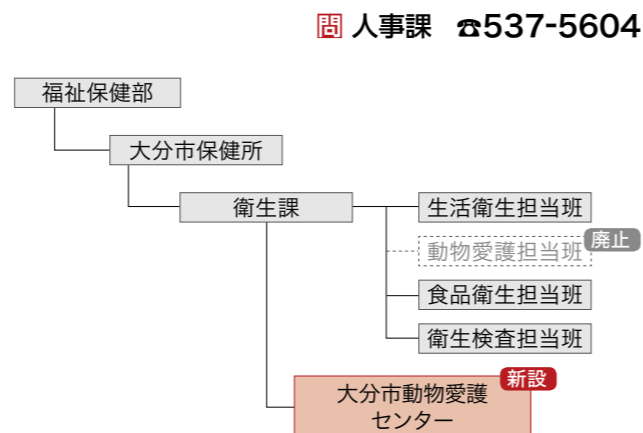 問 人事課 ☎537-5604
福祉保健部
大分市保健所
衛生課
生活衛生担当班
動物愛護担当班 廃止
食品衛生担当班
衛生検査担当班
新設
大分市動物愛護
センター